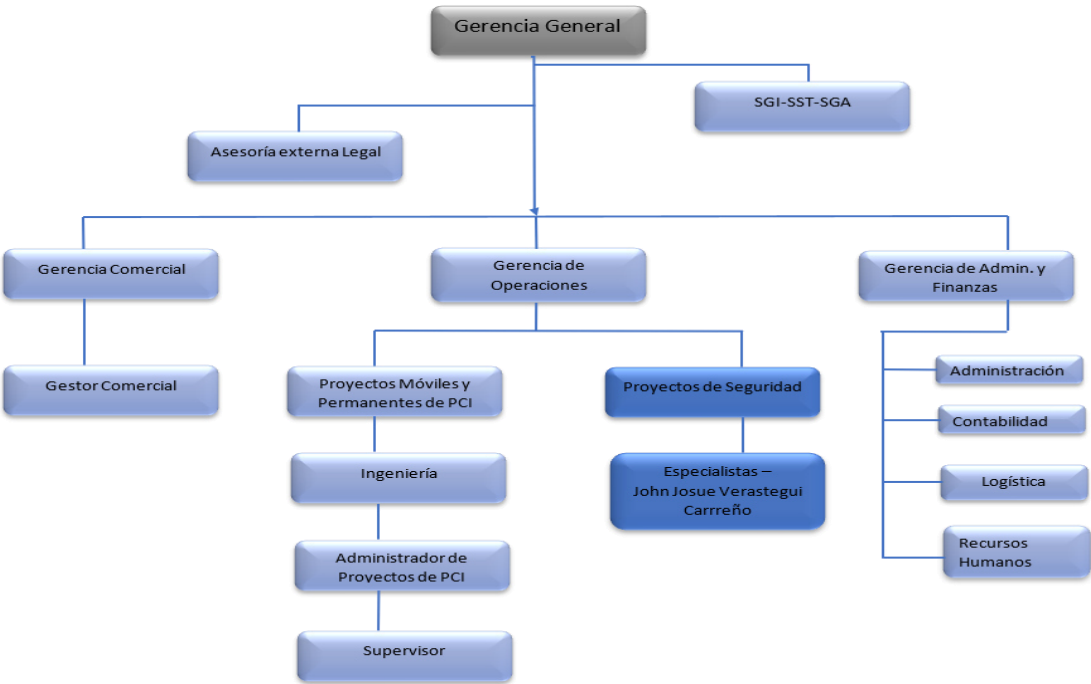 Gerencia General
SGI-SST-SGA
Asesoría externa Legal
Gerencia Comercial
Gerencia de
Operaciones
Gerencia de Admin. y
Finanzas
Gestor Comercial
Proyectos Móviles y
Permanentes de PCI
Proyectos de Seguridad
Administración
Contabilidad
Logística
Recursos
Humanos
Ingeniería
Especialistas –
John Josue Verastegui
Carrreño
Administrador de
Proyectos de PCI
Supervisor